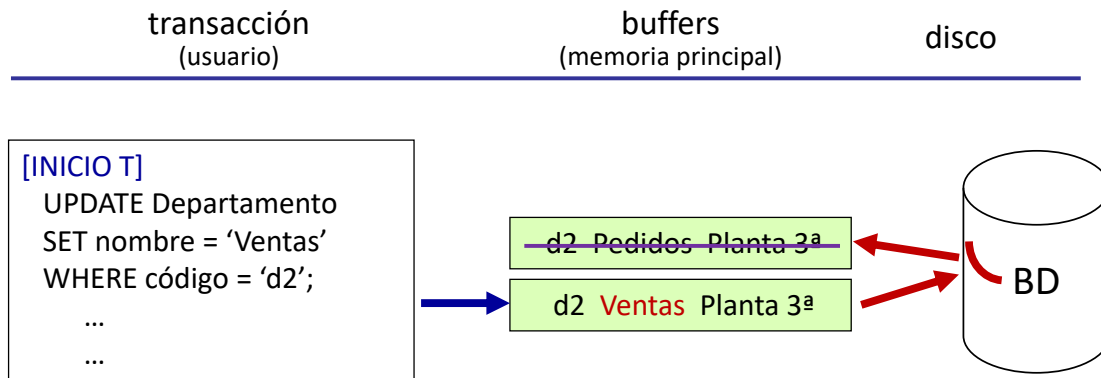 transacción
(usuario)
buffers
(memoria principal)
disco
[INICIO T]
UPDATE Departamento
SET nombre = ‘Ventas’
WHERE código = ‘d2’;
...
...
d2 Pedidos Planta 3ª
d2 Ventas Planta 3ª
BD